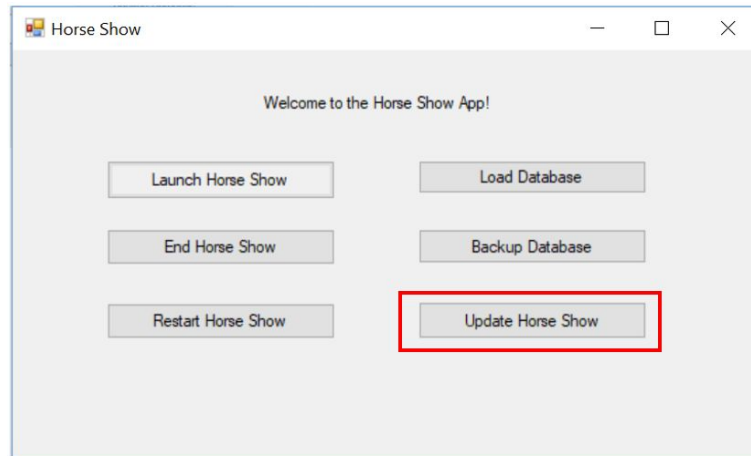 Horse Show
Welcome to the Horse Show App!
Launch Horse Show
Load Database
End Horse Show
Backup Database
Restart Horse Show
Update Horse Show